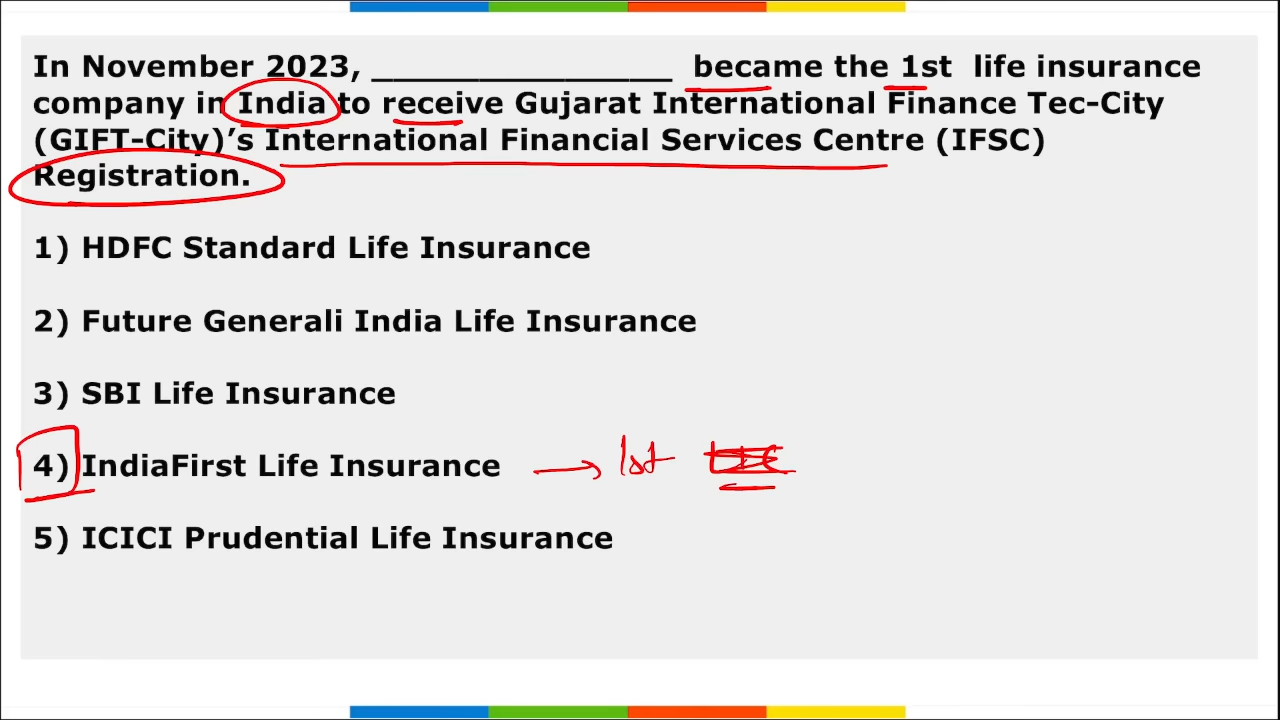 In November 2023, ________________ became the 1st life insurance
company in India to receive Gujarat International Finance Tec-City
(GIFT-City)’s International Financial Services Centre (IFSC)
Registration.
1) HDFC Standard Life Insurance
2) Future Generali India Life Insurance
3) SBI Life Insurance
4) IndiaFirst Life Insurance → 1st
5) ICICI Prudential Life Insurance